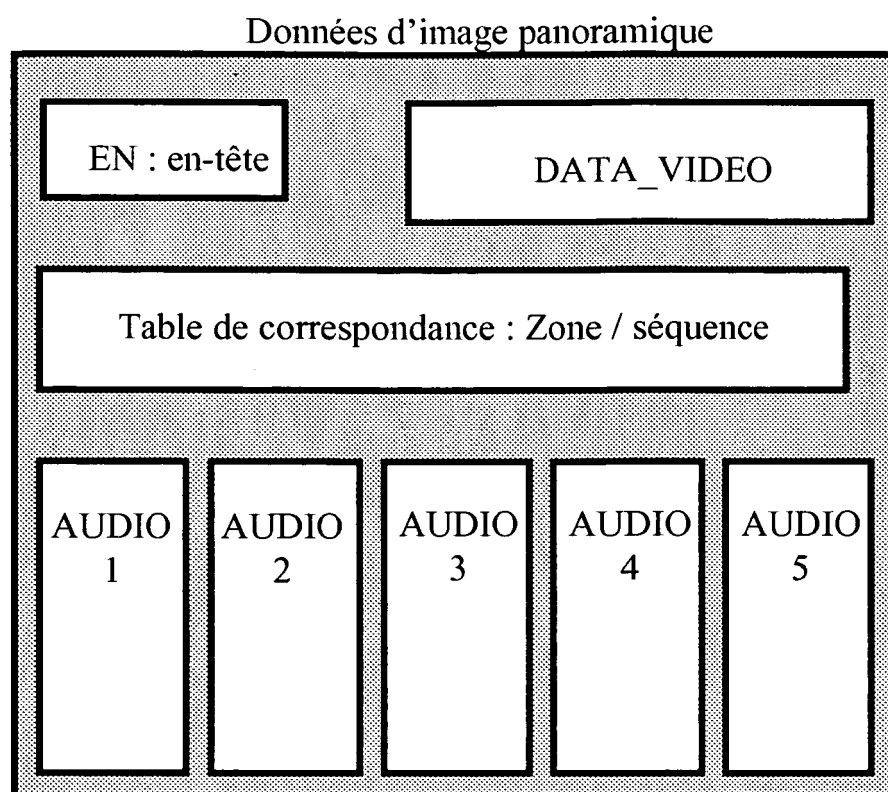 Données d'image panoramique
EN : en-tête
DATA_VIDEO
Table de correspondance : Zone / séquence
AUDIO
1
AUDIO
2
AUDIO
3
AUDIO
4
AUDIO
5